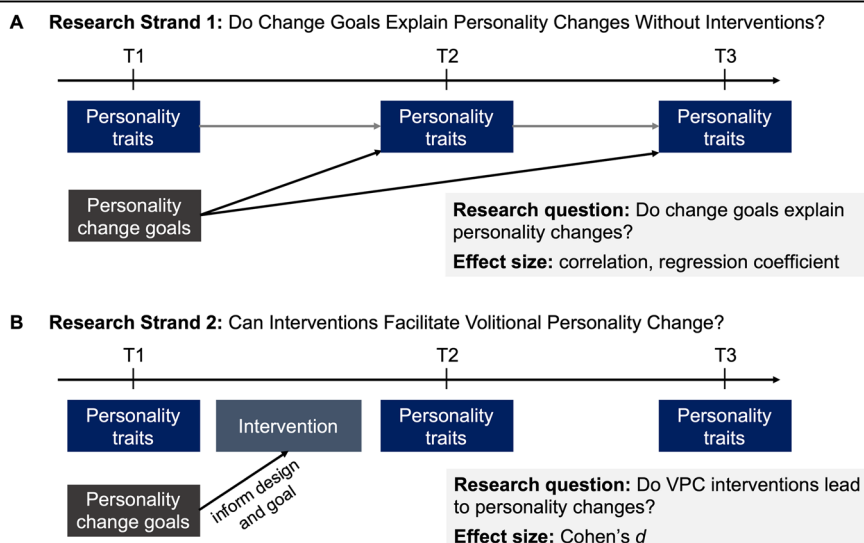 A Research Strand 1: Do Change Goals Explain Personality Changes Without Interventions?
T1 T2 T3
Personality
traits
Personality
traits
Personality
traits
Personality
change goals
Research question: Do change goals explain
personality changes?
Effect size: correlation, regression coefficient
B Research Strand 2: Can Interventions Facilitate Volitional Personality Change?
T1 T2 T3
Personality
traits
Intervention
Personality
traits
Personality
traits
Personality
change goals
inform design
and goal
Research question: Do VPC interventions lead
to personality changes?
Effect size: Cohen's d